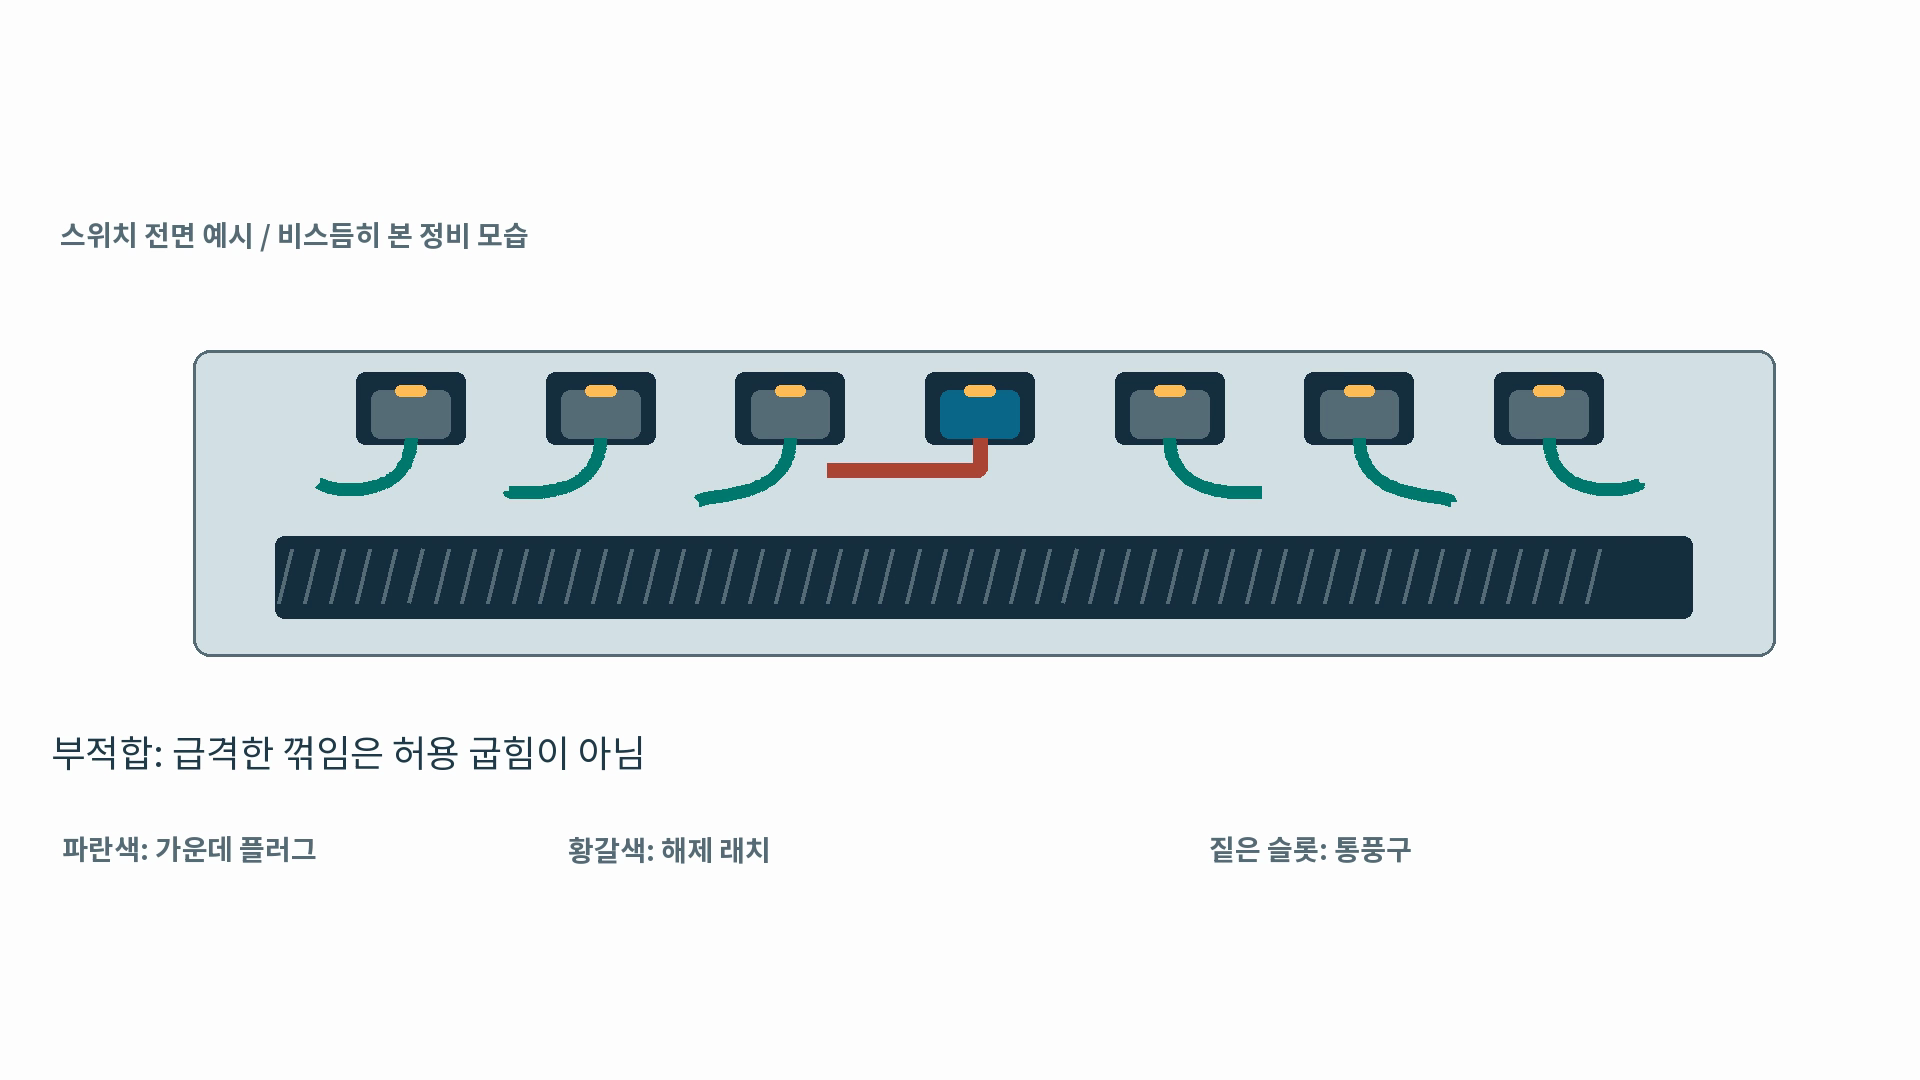 스위치 전면 예시 / 비스듬히 본 정비 모습
부적합: 급격한 꺾임은 허용 굽힘이 아님
파란색: 가운데 플러그
황갈색: 해제 래치
짙은 슬롯: 통풍구